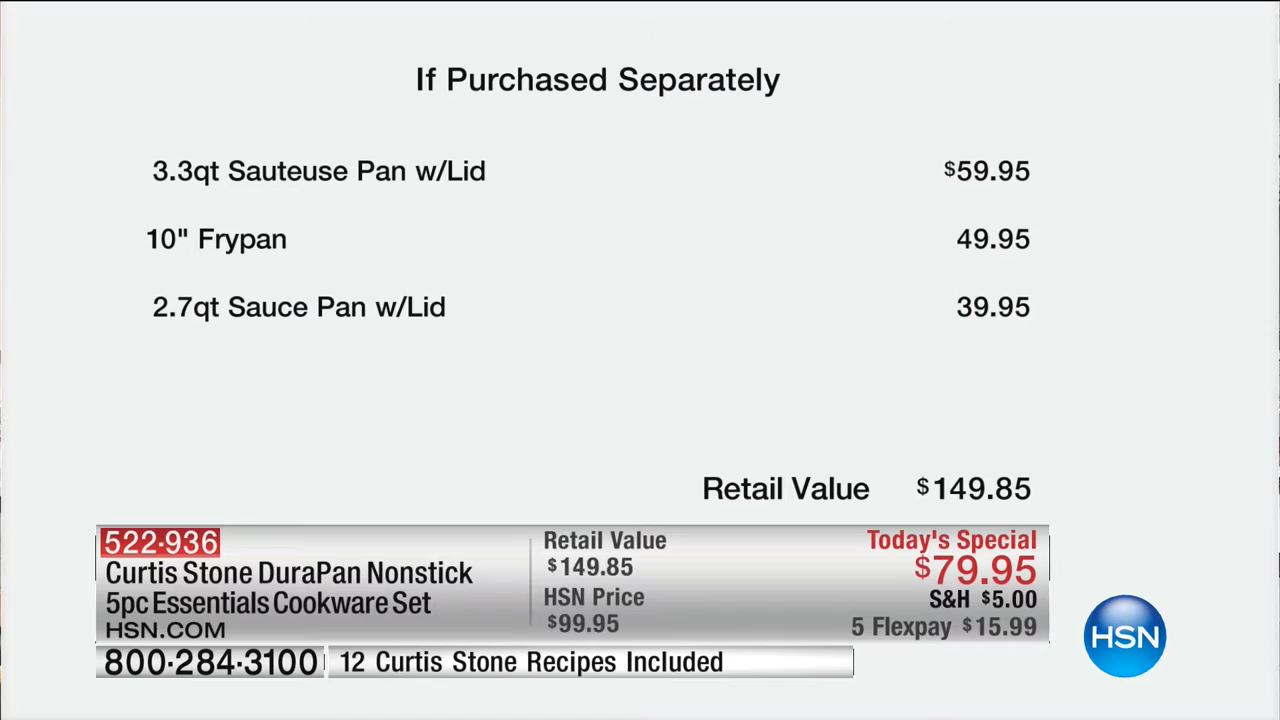 If Purchased Separately
3.3qt Sauteuse Pan w/Lid $59.95
10" Frypan 49.95
2.7qt Sauce Pan w/Lid 39.95
Retail Value $149.85
522·936
Curtis Stone DuraPan Nonstick
5pc Essentials Cookware Set
HSN.COM
Retail Value
$149.85
HSN Price
$99.95
Today's Special
$79.95
S&H $5.00
5 Flexpay $15.99
800·284·3100
12 Curtis Stone Recipes Included
HSN